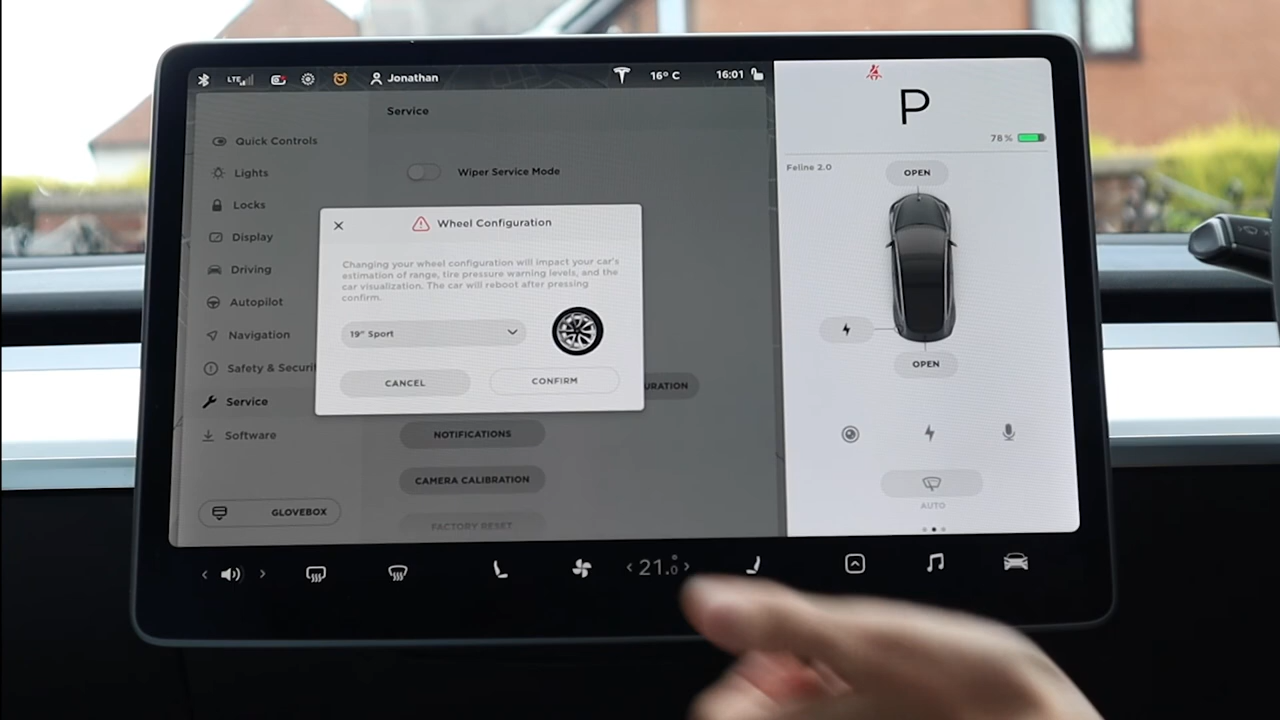 LTE
Jonathan
16° C
16:01
Service
Quick Controls
Lights
Locks
Display
Driving
Autopilot
Navigation
Safety & Securi
Service
Software
GLOVEBOX
Wiper Service Mode
Wheel Configuration
Changing your wheel configuration will impact your car's
estimation of range, tire pressure warning levels, and the
car visualization. The car will reboot after pressing
confirm.
19" Sport
CANCEL
CONFIRM
URATION
NOTIFICATIONS
CAMERA CALIBRATION
FACTORY RESET
P
78%
Feline 2.0
OPEN
OPEN
AUTO
21.0°